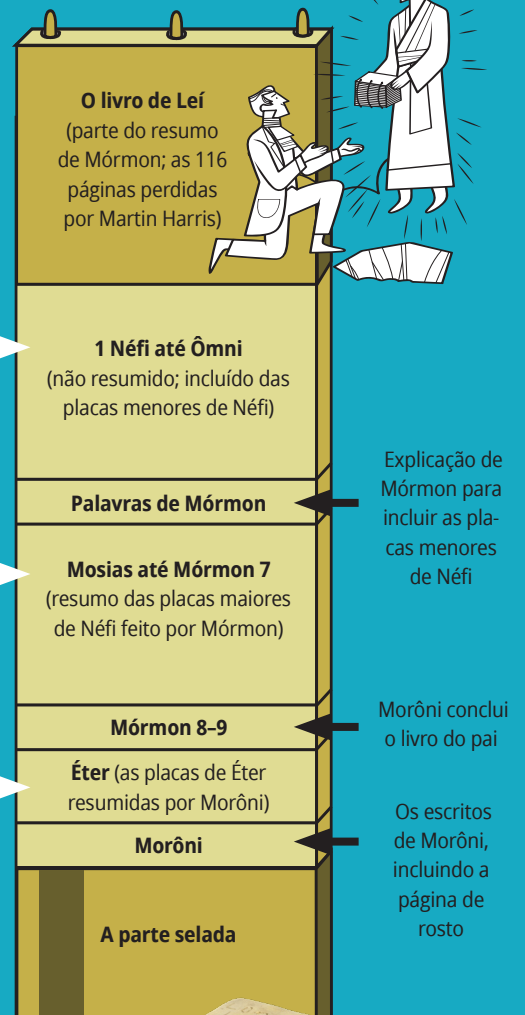 O livro de Leí
(parte do resumo
de Mórmon; as 116
páginas perdidas
por Martin Harris)
1 Néfi até Ômni
(não resumido; incluído das
placas menores de Néfi)
Palavras de Mórmon
Explicação de
Mórmon para
incluir as pla-
cas menores
de Néfi
Mosias até Mórmon 7
(resumo das placas maiores
de Néfi feito por Mórmon)
Mórmon 8–9
Morôni conclui
o livro do pai
Éter (as placas de Éter
resumidas por Morôni)
Morôni
Os escritos
de Morôni,
incluindo a
página de
rosto
A parte selada